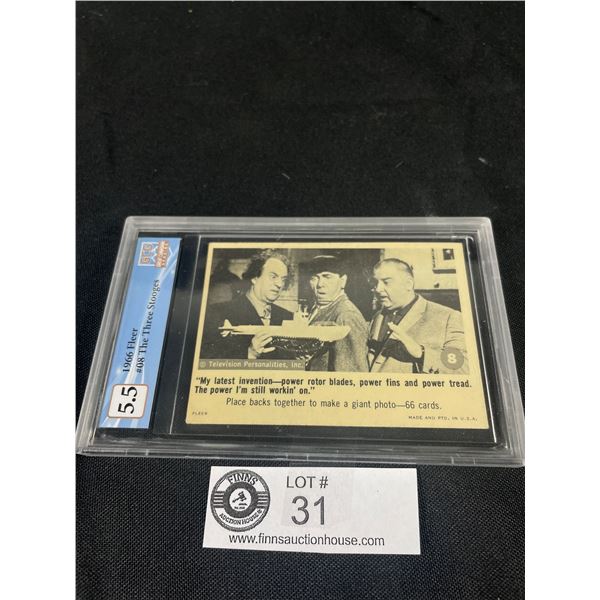 1966 Fleer
#08 The Three Stooges
5.5
8
© Television Personalities, Inc.
"My latest invention—power rotor blades, power fins and power tread.
The power I'm still workin' on."
Place backs together to make a giant photo—66 cards.
FLEER
MADE AND PTD. IN U.S.A.
FINNS
AUCTION HOUSE
LOT #
31
www.finnsauctionhouse.com